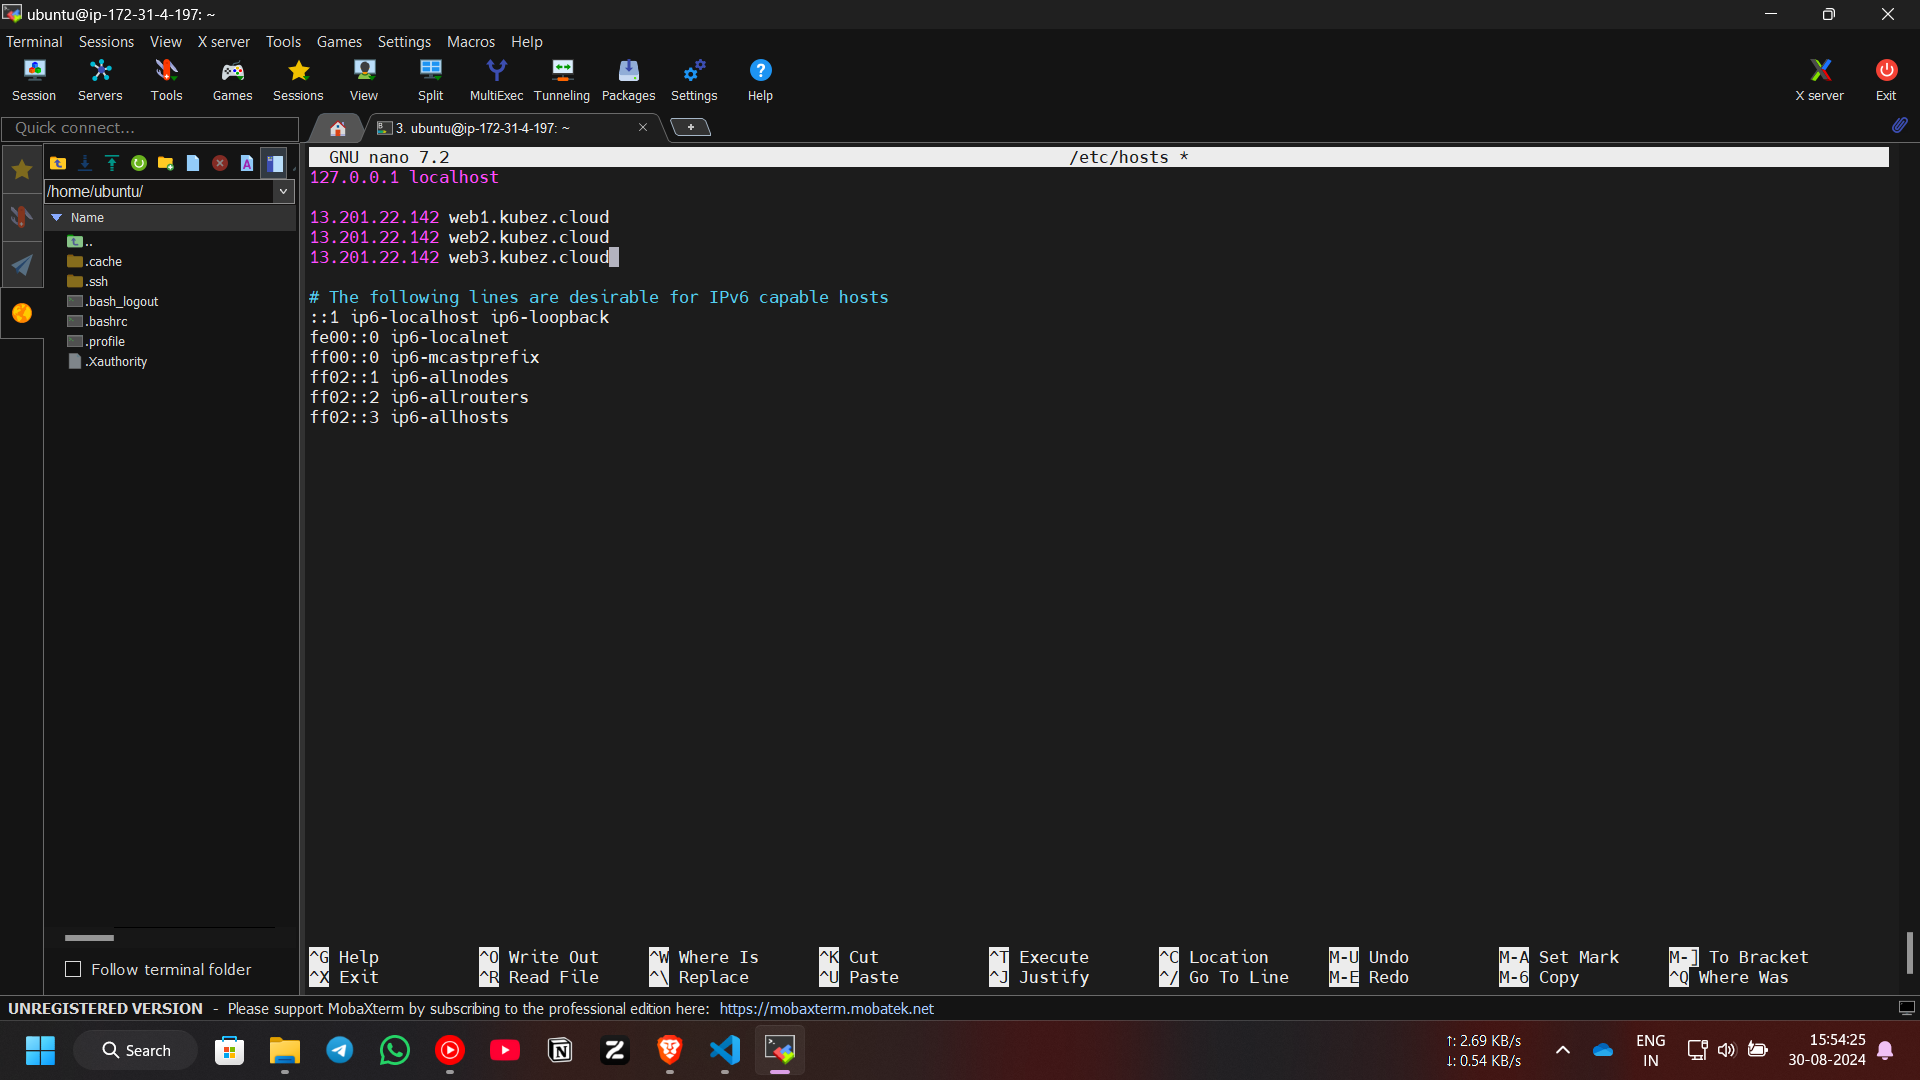 ubuntu@ip-172-31-4-197: ~
Terminal Sessions View X server Tools Games Settings Macros Help
Session Servers Tools Games Sessions View Split MultiExec Tunneling Packages Settings Help X server Exit
Quick connect...
3. ubuntu@ip-172-31-4-197: ~
/home/ubuntu/
Name
..
.cache
.ssh
.bash_logout
.bashrc
.profile
.Xauthority
Follow terminal folder
GNU nano 7.2 /etc/hosts *
127.0.0.1 localhost
13.201.22.142 web1.kubez.cloud
13.201.22.142 web2.kubez.cloud
13.201.22.142 web3.kubez.cloud
# The following lines are desirable for IPv6 capable hosts
::1 ip6-localhost ip6-loopback
fe00::0 ip6-localnet
ff00::0 ip6-mcastprefix
ff02::1 ip6-allnodes
ff02::2 ip6-allrouters
ff02::3 ip6-allhosts
^G Help ^O Write Out ^W Where Is ^K Cut ^T Execute ^C Location M-U Undo M-A Set Mark M-] To Bracket
^X Exit ^R Read File ^\ Replace ^U Paste ^J Justify ^/ Go To Line M-E Redo M-6 Copy ^Q Where Was
UNREGISTERED VERSION - Please support MobaXterm by subscribing to the professional edition here: https://mobaxterm.mobatek.net
Search
↑: 2.69 KB/s
↓: 0.54 KB/s
ENG
IN
15:54:25
30-08-2024